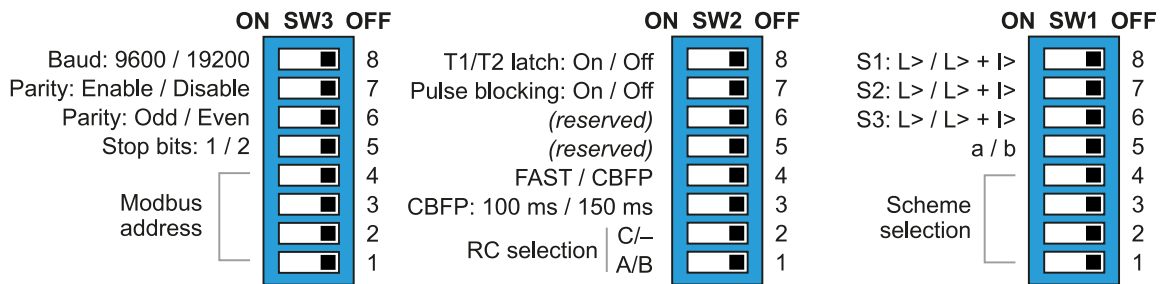 ON SW3 OFF
Baud: 9600 / 19200 8
Parity: Enable / Disable 7
Parity: Odd / Even 6
Stop bits: 1 / 2 5
Modbus
address
4
3
2
1
ON SW2 OFF
T1/T2 latch: On / Off 8
Pulse blocking: On / Off 7
(reserved) 6
(reserved) 5
FAST / CBFP 4
CBFP: 100 ms / 150 ms 3
RC selection
C/– 2
A/B 1
ON SW1 OFF
S1: L> / L> + I> 8
S2: L> / L> + I> 7
S3: L> / L> + I> 6
a / b 5
Scheme
selection
4
3
2
1